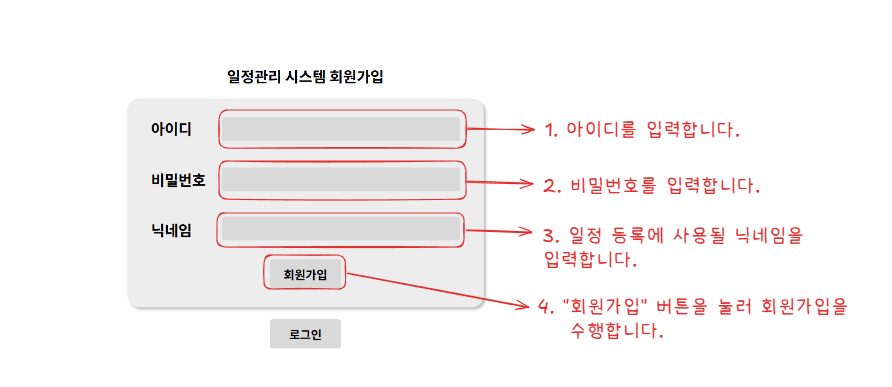 일정관리 시스템 회원가입
아이디
1. 아이디를 입력합니다.
비밀번호
2. 비밀번호를 입력합니다.
닉네임
3. 일정 등록에 사용될 닉네임을
입력합니다.
회원가입
4. "회원가입" 버튼을 눌러 회원가입을
수행합니다.
로그인